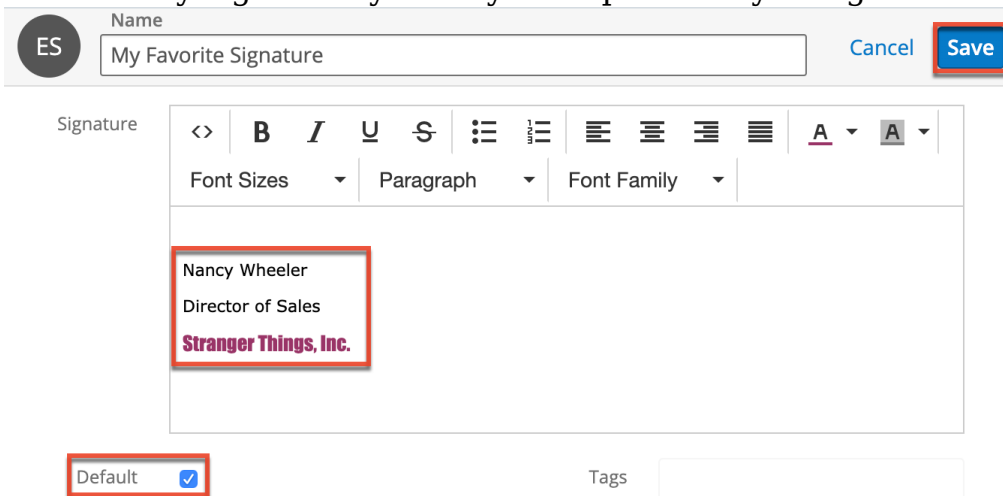 Name
ES
My Favorite Signature
Cancel
Save
Signature
<> B I U S A A
Font Sizes
Paragraph
Font Family
Nancy Wheeler
Director of Sales
Stranger Things, Inc.
Default
Tags